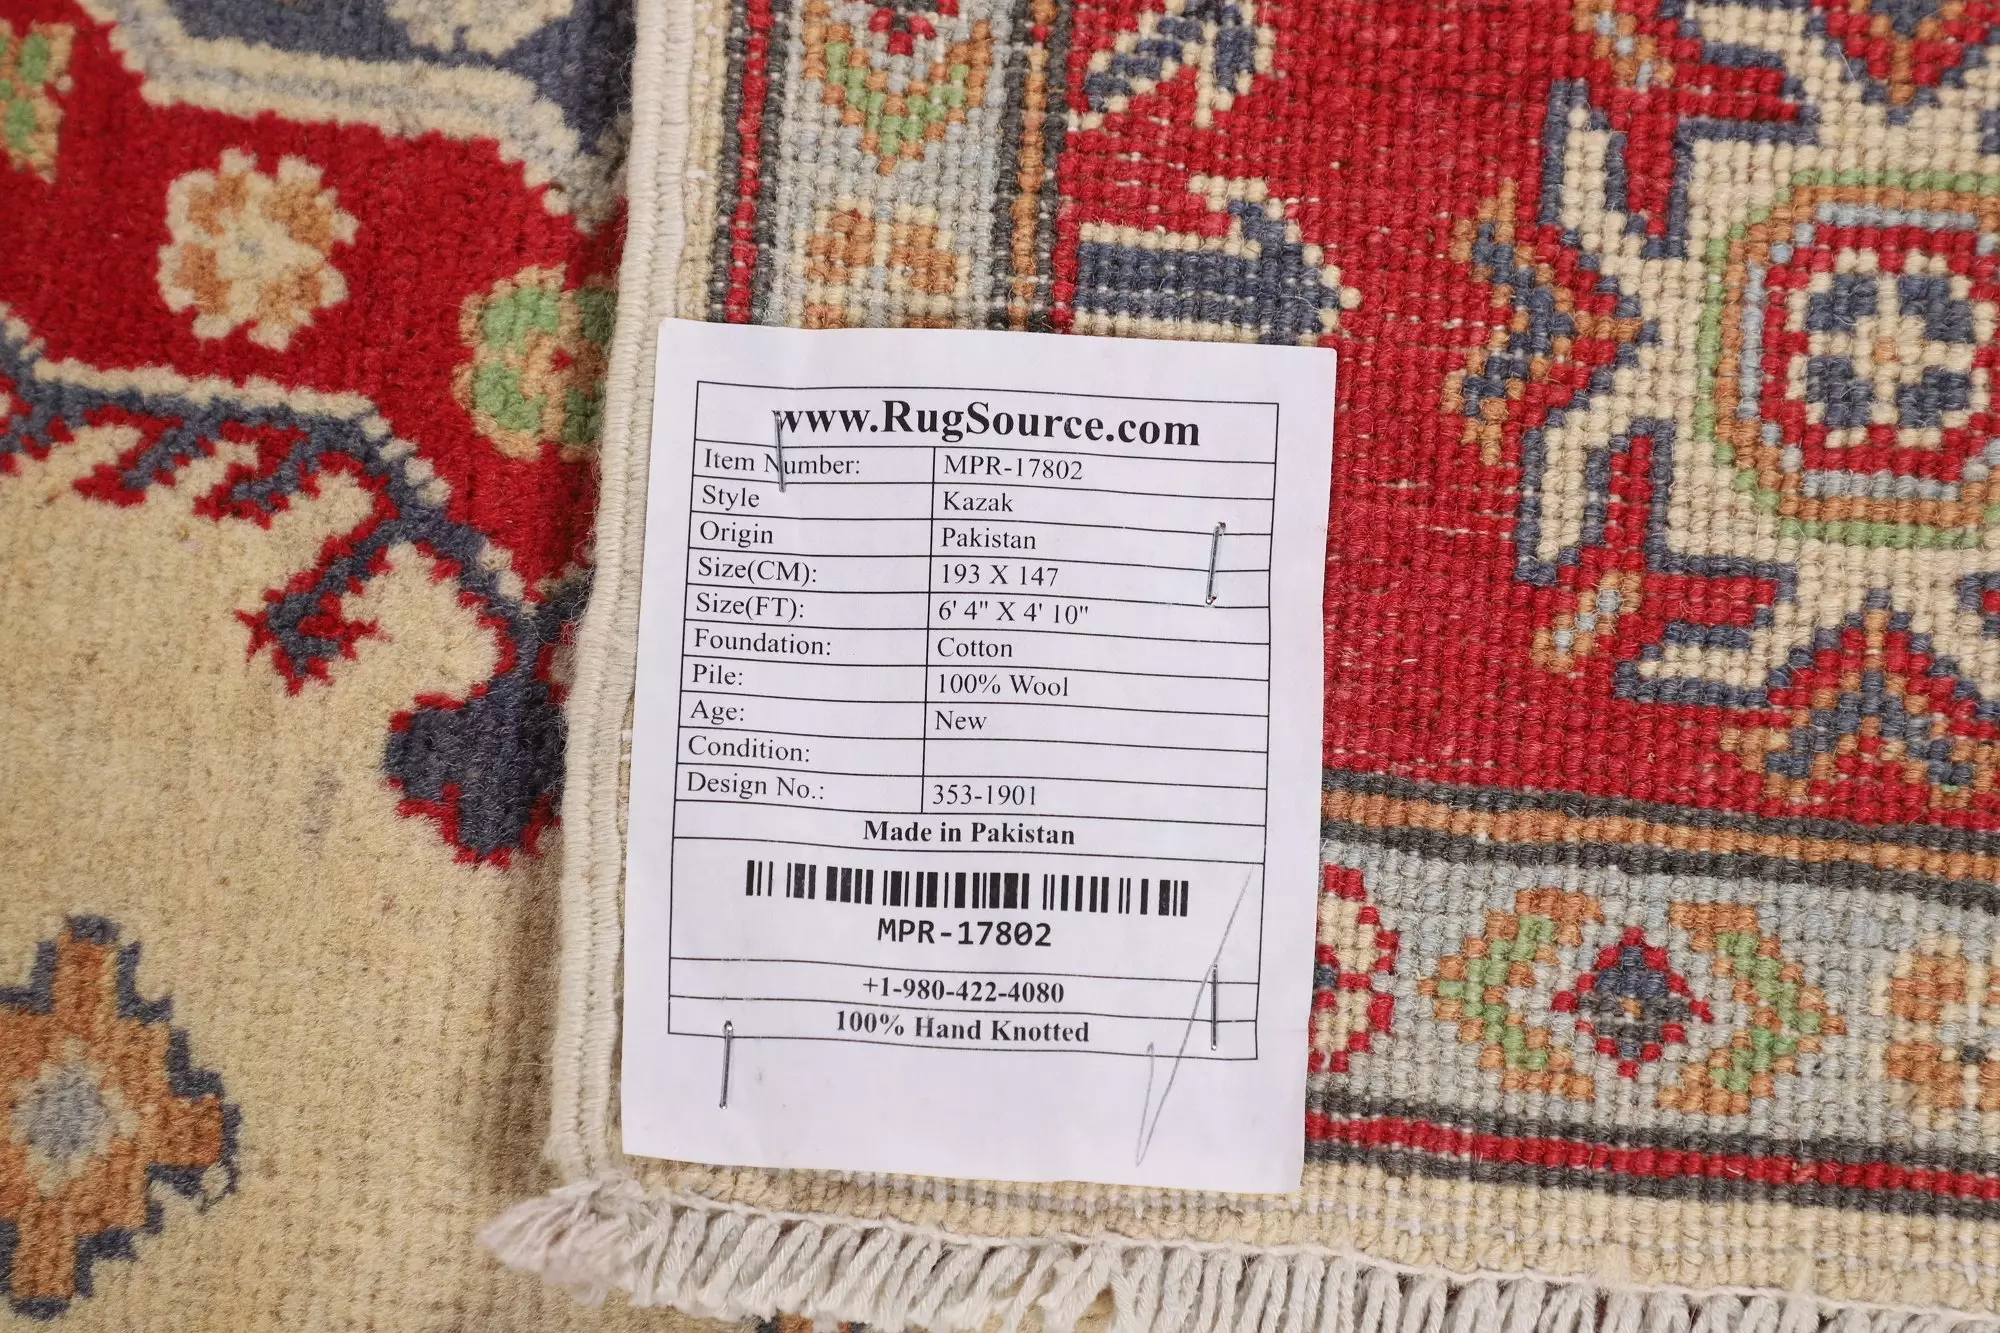 www.RugSource.com
Item Number: MPR-17802
Style Kazak
Origin Pakistan
Size(CM): 193 X 147
Size(FT): 6' 4" X 4' 10"
Foundation: Cotton
Pile: 100% Wool
Age: New
Condition:
Design No.: 353-1901
Made in Pakistan
MPR-17802
+1-980-422-4080
100% Hand Knotted